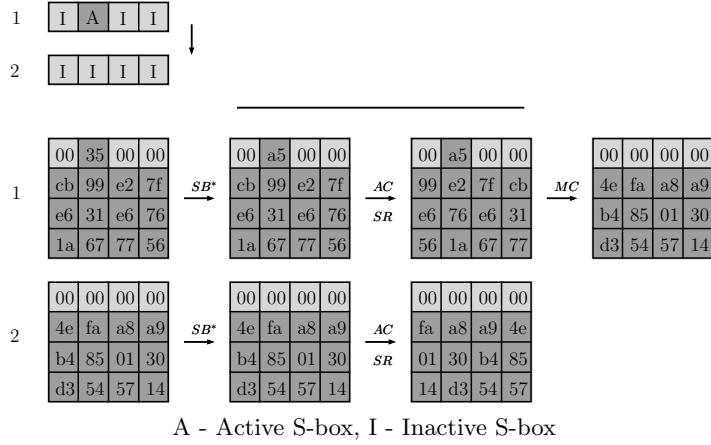 1 I A I I
2 I I I I
00 35 00 00 00 a5 00 00 00 a5 00 00 00 00 00 00
cb 99 e2 7f cb 99 e2 7f 99 e2 7f cb 4e fa a8 a9
1 SB* AC SR MC
e6 31 e6 76 e6 31 e6 76 e6 76 e6 31 b4 85 01 30
1a 67 77 56 1a 67 77 56 56 1a 67 77 d3 54 57 14
00 00 00 00 00 00 00 00 00 00 00 00
4e fa a8 a9 4e fa a8 a9 fa a8 a9 4e
2 SB* AC SR
b4 85 01 30 b4 85 01 30 01 30 b4 85
d3 54 57 14 d3 54 57 14 14 d3 54 57
A - Active S-box, I - Inactive S-box